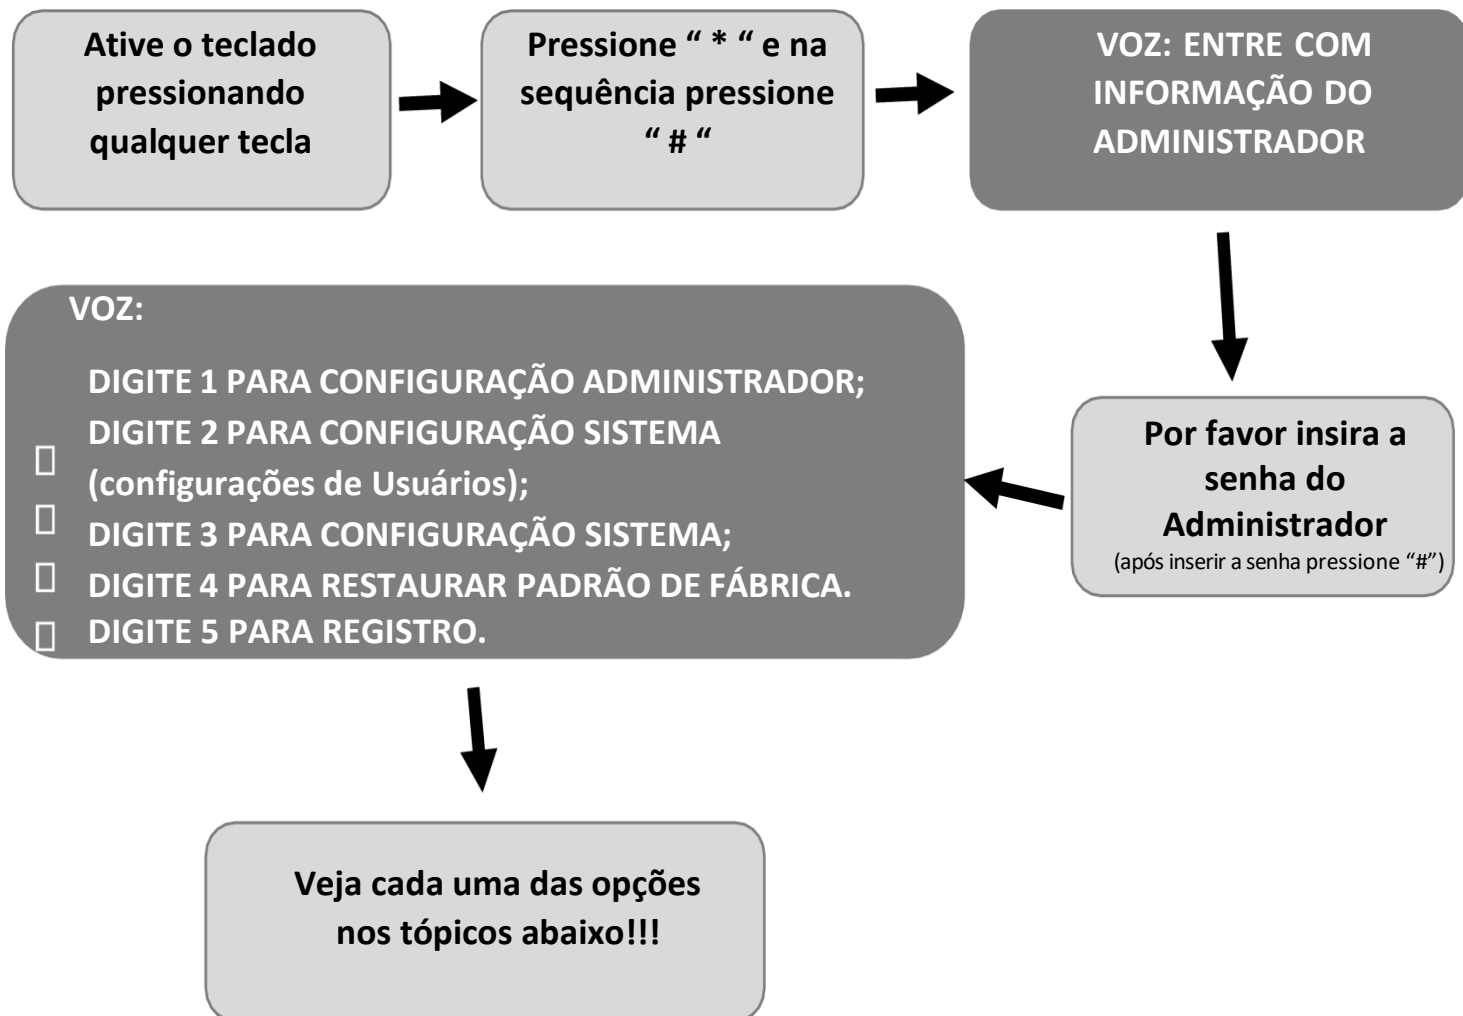 Ative o teclado
pressionando
qualquer tecla
Pressione “ * “ e na
sequência pressione
“ # “
VOZ: ENTRE COM
INFORMAÇÃO DO
ADMINISTRADOR
Por favor insira a
senha do
Administrador
(após inserir a senha pressione “#”)
VOZ:
DIGITE 1 PARA CONFIGURAÇÃO ADMINISTRADOR;
DIGITE 2 PARA CONFIGURAÇÃO SISTEMA
(configurações de Usuários);
DIGITE 3 PARA CONFIGURAÇÃO SISTEMA;
DIGITE 4 PARA RESTAURAR PADRÃO DE FÁBRICA.
DIGITE 5 PARA REGISTRO.
Veja cada uma das opções
nos tópicos abaixo!!!